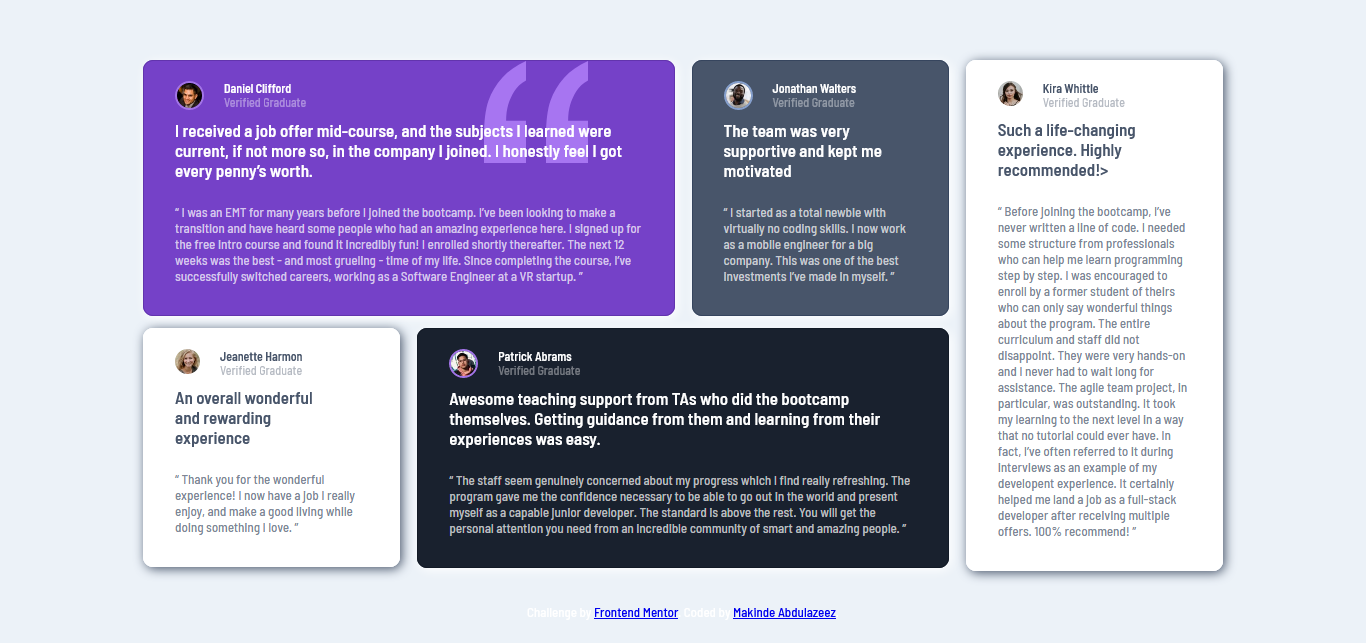 Daniel Clifford
Verified Graduate
I received a job offer mid-course, and the subjects I learned were
current, if not more so, in the company I joined. I honestly feel I got
every penny’s worth.
“ I was an EMT for many years before I joined the bootcamp. I’ve been looking to make a
transition and have heard some people who had an amazing experience here. I signed up for
the free intro course and found it incredibly fun! I enrolled shortly thereafter. The next 12
weeks was the best - and most grueling - time of my life. Since completing the course, I’ve
successfully switched careers, working as a Software Engineer at a VR startup. ”
Jonathan Walters
Verified Graduate
The team was very
supportive and kept me
motivated
“ I started as a total newbie with
virtually no coding skills. I now work
as a mobile engineer for a big
company. This was one of the best
investments I’ve made in myself. ”
Kira Whittle
Verified Graduate
Such a life-changing
experience. Highly
recommended!>
“ Before joining the bootcamp, I’ve
never written a line of code. I needed
some structure from professionals
who can help me learn programming
step by step. I was encouraged to
enroll by a former student of theirs
who can only say wonderful things
about the program. The entire
curriculum and staff did not
disappoint. They were very hands-on
and I never had to wait long for
assistance. The agile team project, in
particular, was outstanding. It took
my learning to the next level in a way
that no tutorial could ever have. In
fact, I’ve often referred to it during
interviews as an example of my
developent experience. It certainly
helped me land a job as a full-stack
developer after receiving multiple
offers. 100% recommend! ”
Jeanette Harmon
Verified Graduate
An overall wonderful
and rewarding
experience
“ Thank you for the wonderful
experience! I now have a job I really
enjoy, and make a good living while
doing something I love. ”
Patrick Abrams
Verified Graduate
Awesome teaching support from TAs who did the bootcamp
themselves. Getting guidance from them and learning from their
experiences was easy.
“ The staff seem genuinely concerned about my progress which I find really refreshing. The
program gave me the confidence necessary to be able to go out in the world and present
myself as a capable junior developer. The standard is above the rest. You will get the
personal attention you need from an incredible community of smart and amazing people. ”
Challenge by Frontend Mentor. Coded by Makinde Abdulazeez